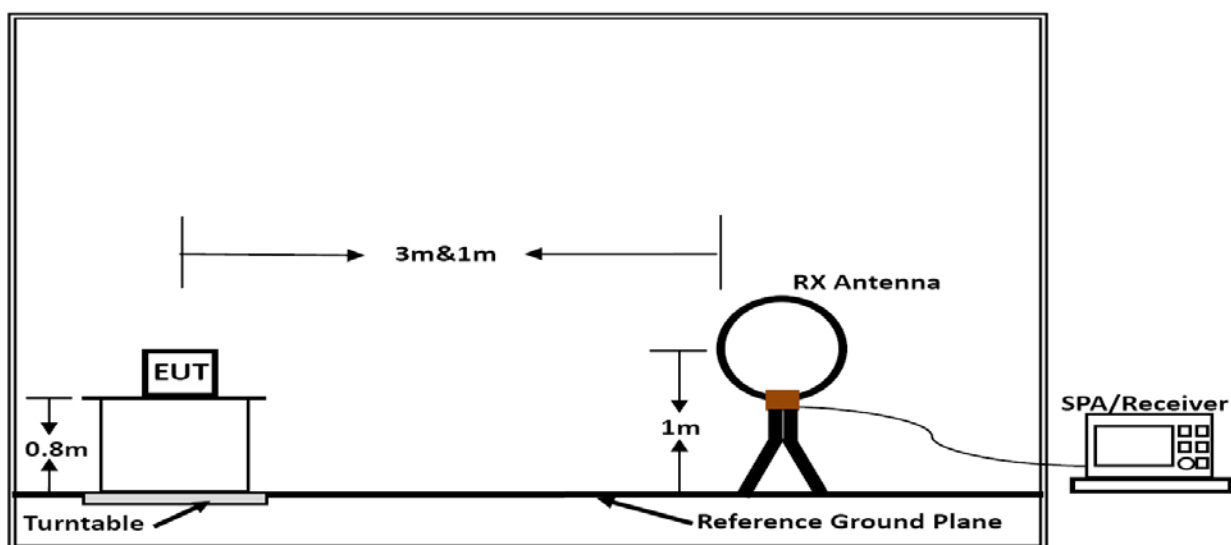 3m&1m
RX Antenna
EUT
SPA/Receiver
0.8m
1m
Turntable
Reference Ground Plane